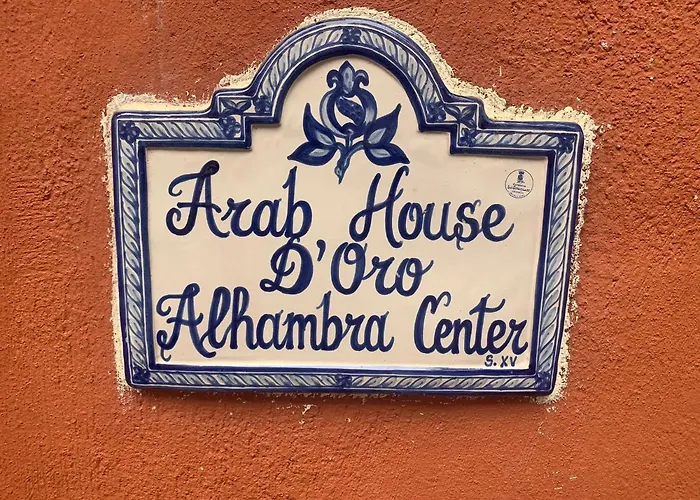 Arab House
D'Oro
Alhambra Center
S. XV